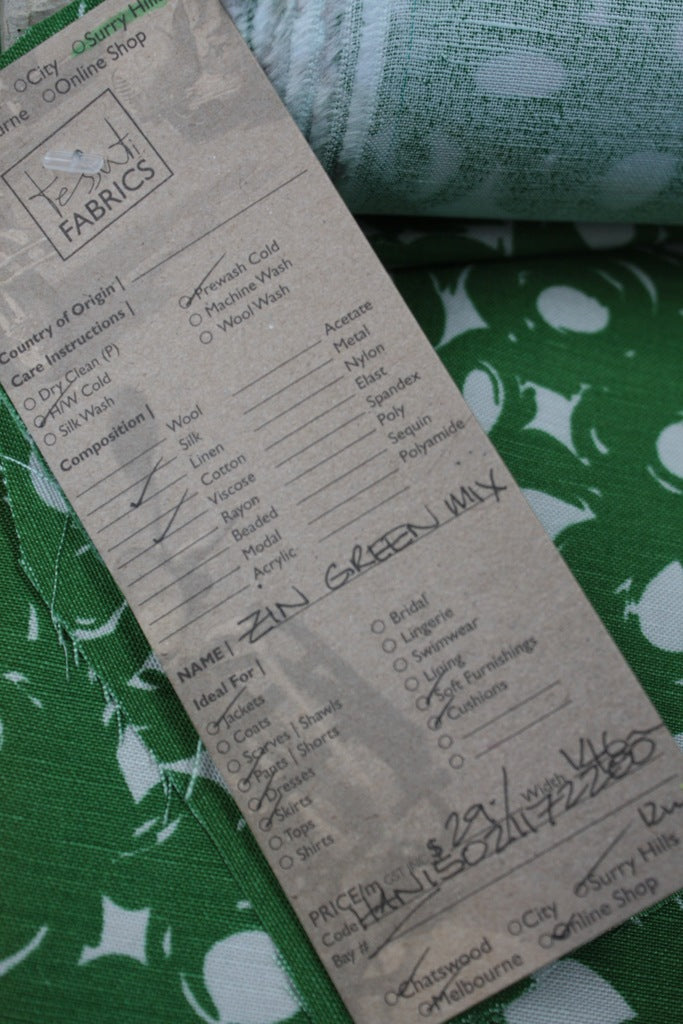 Surry Hills
City Online Shop
tessuti
FABRICS
Country of Origin |
Care Instructions |
Dry Clean (P)
H/W Cold
Silk Wash
Prewash Cold
Machine Wash
Wool Wash
Composition |
Wool
Silk
Linen
Cotton
Viscose
Rayon
Beaded
Modal
Acrylic
Acetate
Metal
Nylon
Elast
Spandex
Poly
Sequin
Polyamide
NAME | ZIN GREEN MIX
Ideal For |
Jackets
Coats
Scarves | Shawls
Pants | Shorts
Dresses
Skirts
Tops
Shirts
Bridal
Lingerie
Swimwear
Lining
Soft Furnishings
Cushions
PRICE/m $ 29.-/ Width
Code HAN15021172280
Bay #
Chatswood City Surry Hills
Melbourne Online Shop